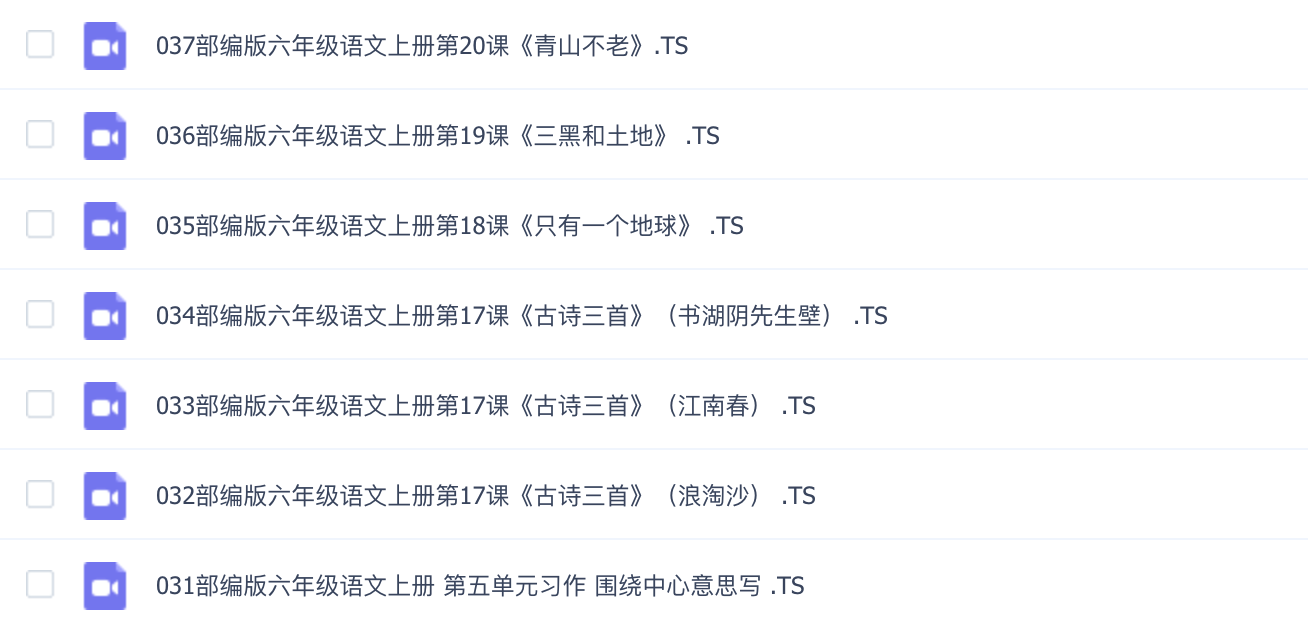 037部编版六年级语文上册第20课《青山不老》.TS
036部编版六年级语文上册第19课《三黑和土地》 .TS
035部编版六年级语文上册第18课《只有一个地球》 .TS
034部编版六年级语文上册第17课《古诗三首》（书湖阴先生壁） .TS
033部编版六年级语文上册第17课《古诗三首》（江南春） .TS
032部编版六年级语文上册第17课《古诗三首》（浪淘沙） .TS
031部编版六年级语文上册 第五单元习作 围绕中心意思写 .TS